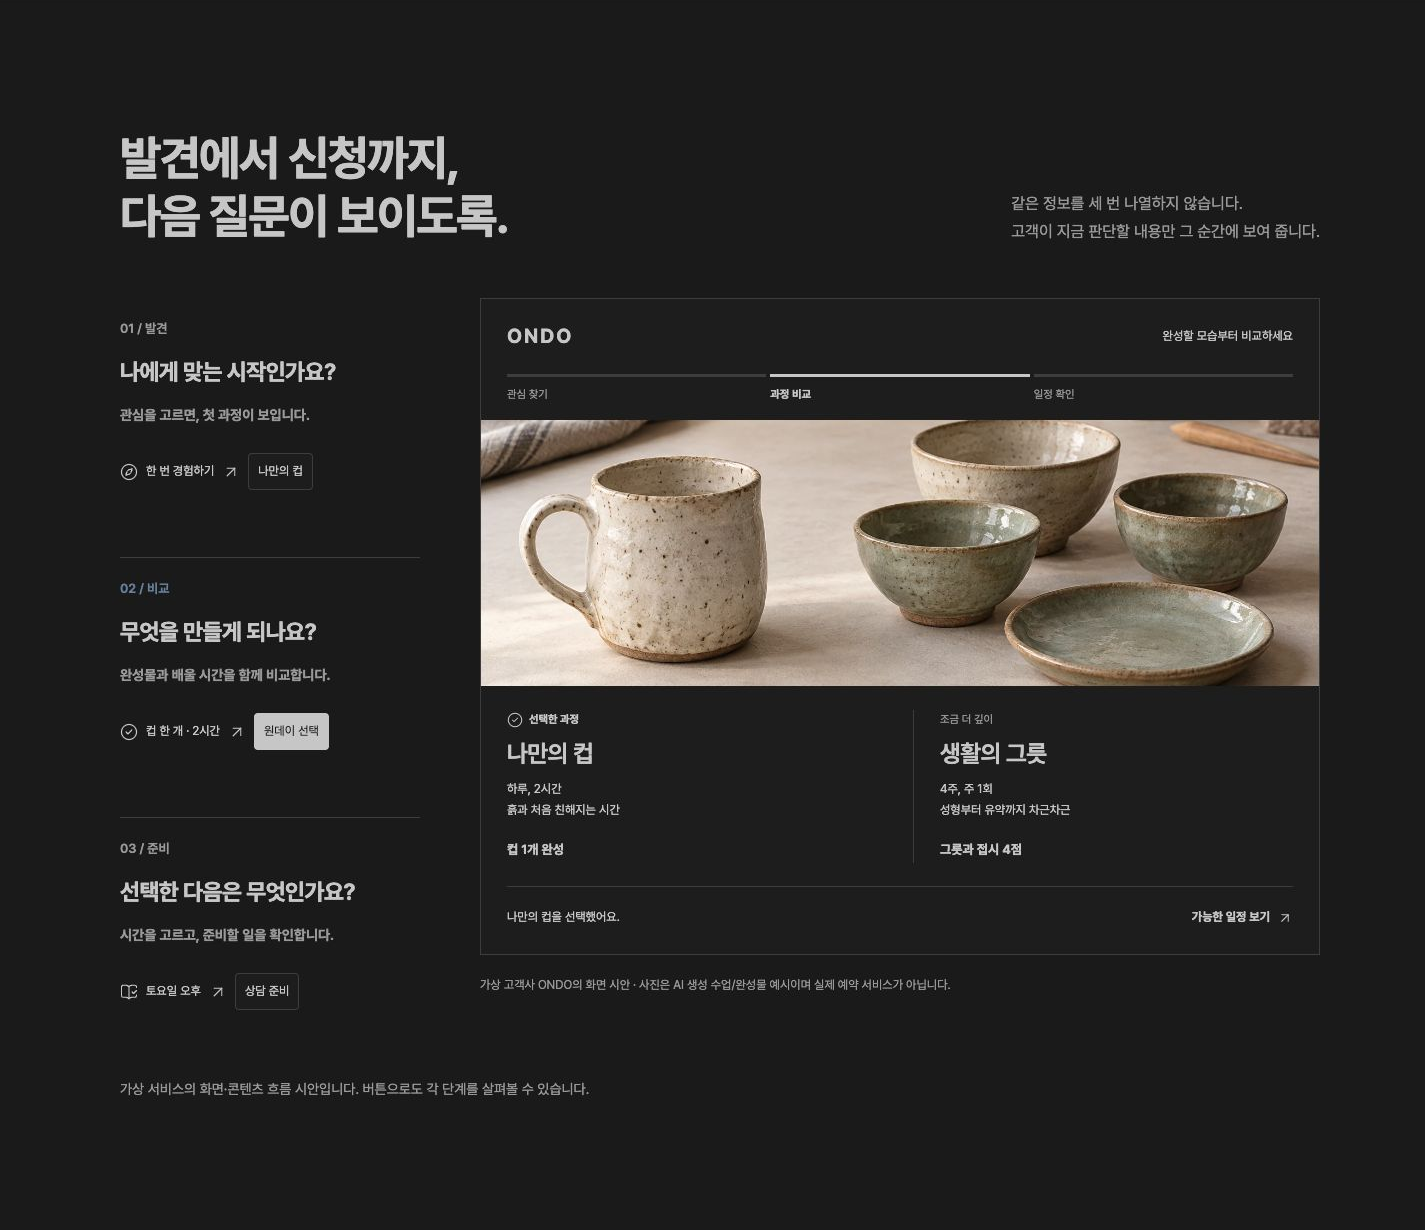 발견에서 신청까지,
다음 질문이 보이도록.
같은 정보를 세 번 나열하지 않습니다.
고객이 지금 판단할 내용만 그 순간에 보여 줍니다.
01 / 발견
나에게 맞는 시작인가요?
관심을 고르면, 첫 과정이 보입니다.
한 번 경험하기
나만의 컵
02 / 비교
무엇을 만들게 되나요?
완성물과 배울 시간을 함께 비교합니다.
컵 한 개 · 2시간
원데이 선택
03 / 준비
선택한 다음은 무엇인가요?
시간을 고르고, 준비할 일을 확인합니다.
토요일 오후
상담 준비
ONDO
완성할 모습부터 비교하세요
관심 찾기
과정 비교
일정 확인
선택한 과정
나만의 컵
하루, 2시간
흙과 처음 친해지는 시간
컵 1개 완성
조금 더 깊이
생활의 그릇
4주, 주 1회
성형부터 유약까지 차근차근
그릇과 접시 4점
나만의 컵을 선택했어요.
가능한 일정 보기
가상 고객사 ONDO의 화면 시안 · 사진은 AI 생성 수업/완성물 예시이며 실제 예약 서비스가 아닙니다.
가상 서비스의 화면·콘텐츠 흐름 시안입니다. 버튼으로도 각 단계를 살펴볼 수 있습니다.